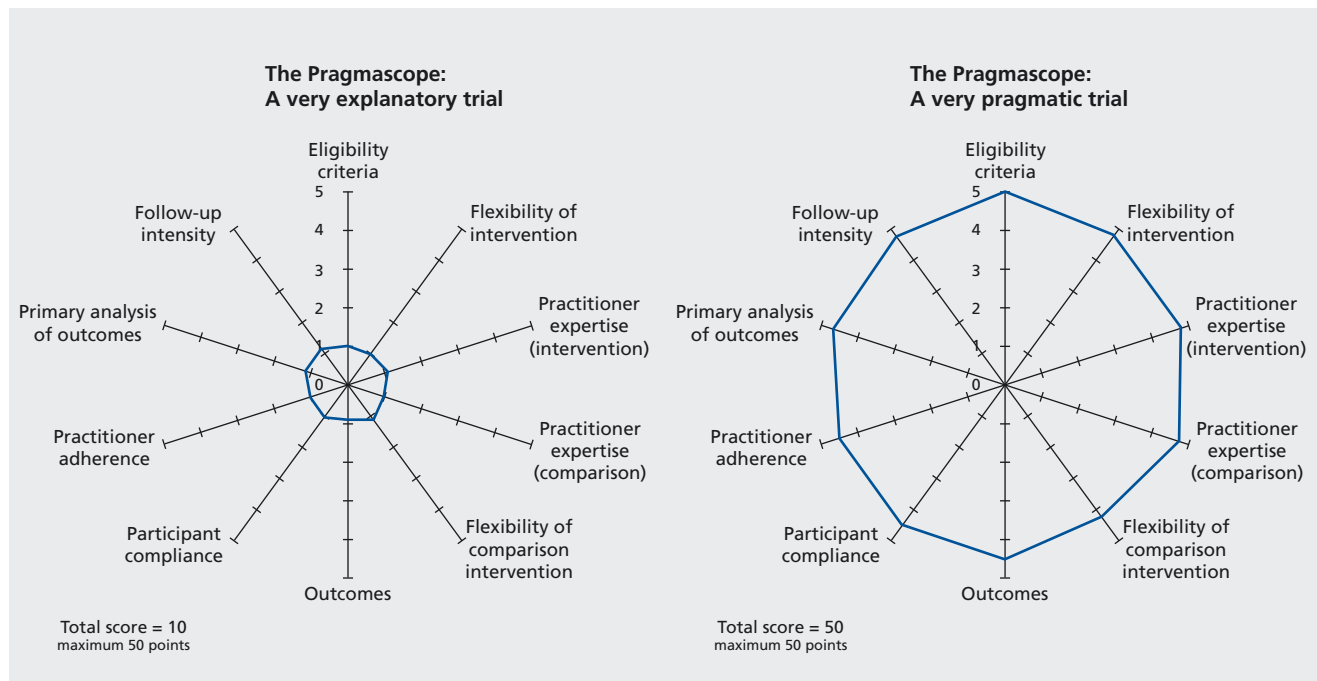 The Pragmascope:
A very explanatory trial
Eligibility
criteria
5
4
3
2
1
0
Flexibility of
intervention
Practitioner
expertise
(intervention)
Practitioner
expertise
(comparison)
Flexibility of
comparison
intervention
Outcomes
Participant
compliance
Practitioner
adherence
Primary analysis
of outcomes
Follow-up
intensity
Total score = 10
maximum 50 points
The Pragmascope:
A very pragmatic trial
Eligibility
criteria
5
4
3
2
1
0
Flexibility of
intervention
Practitioner
expertise
(intervention)
Practitioner
expertise
(comparison)
Flexibility of
comparison
intervention
Outcomes
Participant
compliance
Practitioner
adherence
Primary analysis
of outcomes
Follow-up
intensity
Total score = 50
maximum 50 points